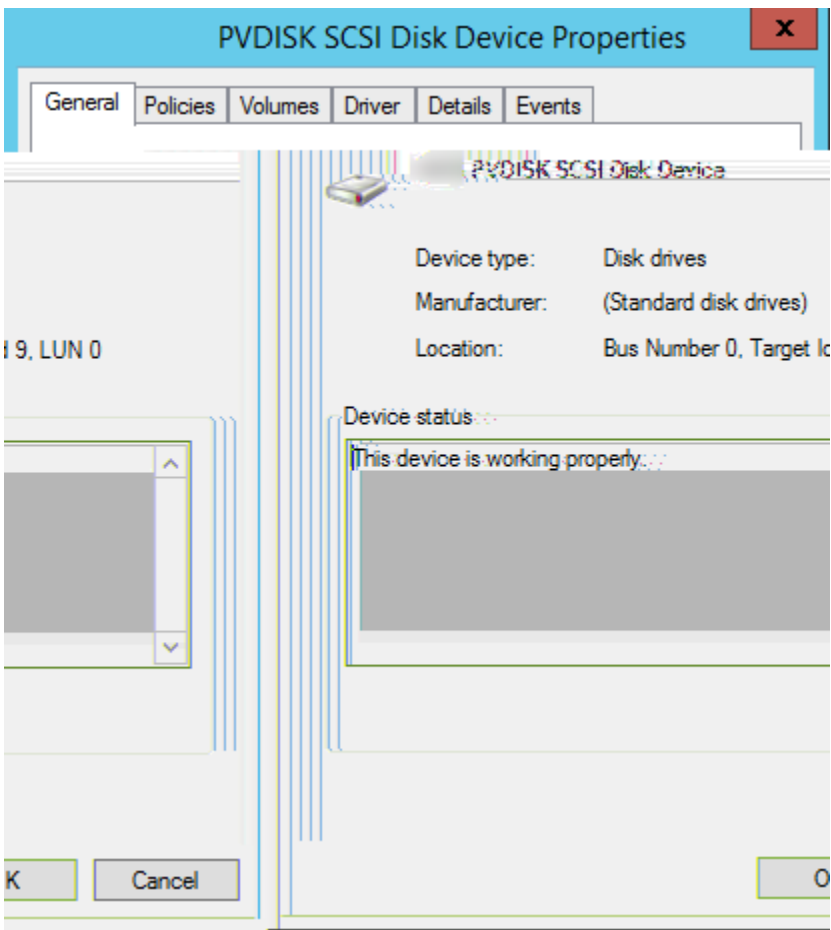 PVDISK SCSI Disk Device Properties
x
General Policies Volumes Driver Details Events
PVDISK SCSI Disk Device
Device type: Disk drives
Manufacturer: (Standard disk drives)
9, LUN 0
Location: Bus Number 0, Target
Device status
This device is working properly.
K
Cancel
O